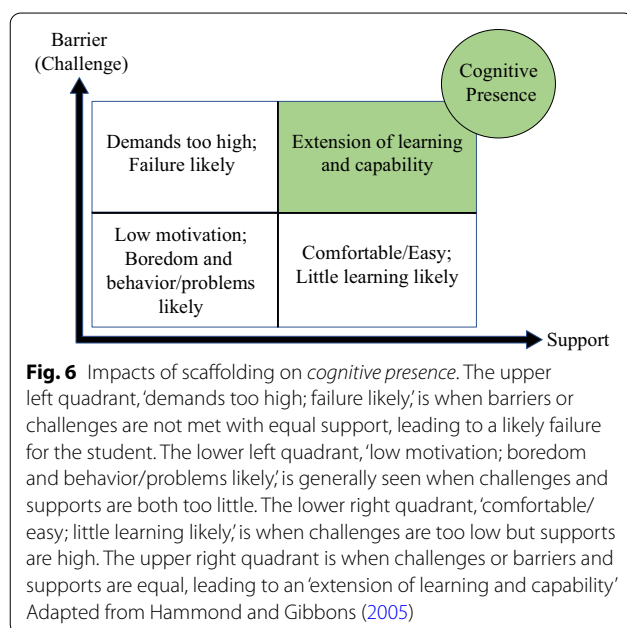 Barrier
(Challenge)
Cognitive
Presence
Demands too high;
Failure likely
Extension of learning
and capability
Low motivation;
Boredom and
behavior/problems
likely
Comfortable/Easy;
Little learning likely
Support
Fig. 6 Impacts of scaffolding on cognitive presence. The upper
left quadrant, ‘demands too high; failure likely,’ is when barriers or
challenges are not met with equal support, leading to a likely failure
for the student. The lower left quadrant, ‘low motivation; boredom
and behavior/problems likely,’ is generally seen when challenges and
supports are both too little. The lower right quadrant, ‘comfortable/
easy; little learning likely,’ is when challenges are too low but supports
are high. The upper right quadrant is when challenges or barriers and
supports are equal, leading to an ‘extension of learning and capability’
Adapted from Hammond and Gibbons (2005)